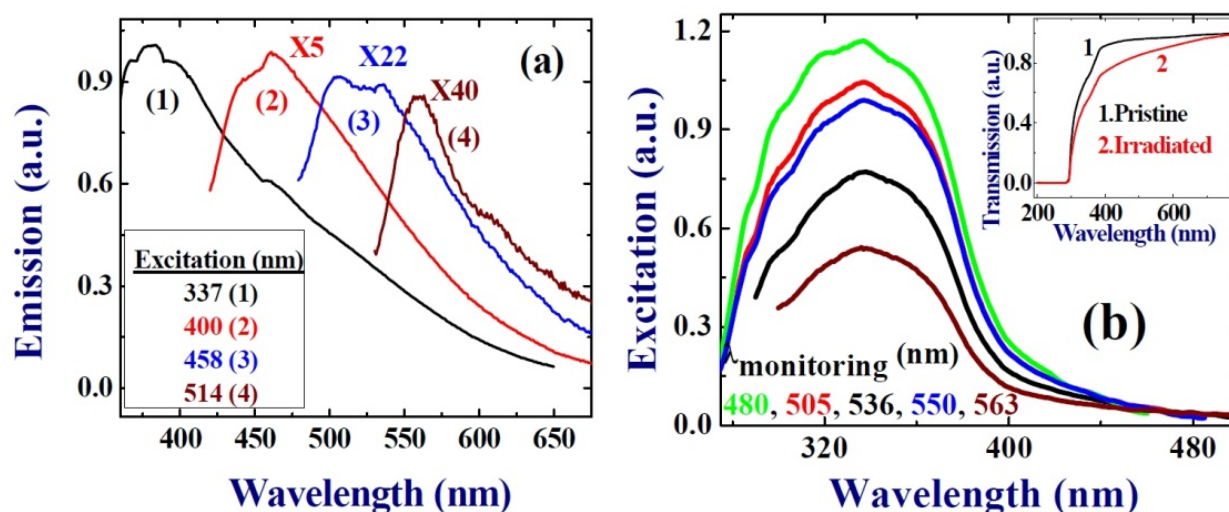 (a)
X5
X22
X40
(1)
(2)
(3)
(4)
Emission (a.u.)
0.9
0.6
0.3
0.0
Excitation (nm)
337 (1)
400 (2)
458 (3)
514 (4)
400 450 500 550 600 650
Wavelength (nm)
Excitation (a.u.)
1.2
0.9
0.6
0.3
0.0
(b)
monitoring (nm)
480, 505, 536, 550, 563
320 400 480
Wavelength (nm)
Transmission (a.u.)
0.8
0.4
0.0
1
2
1.Pristine
2.Irradiated
200 400 600
Wavelength (nm)